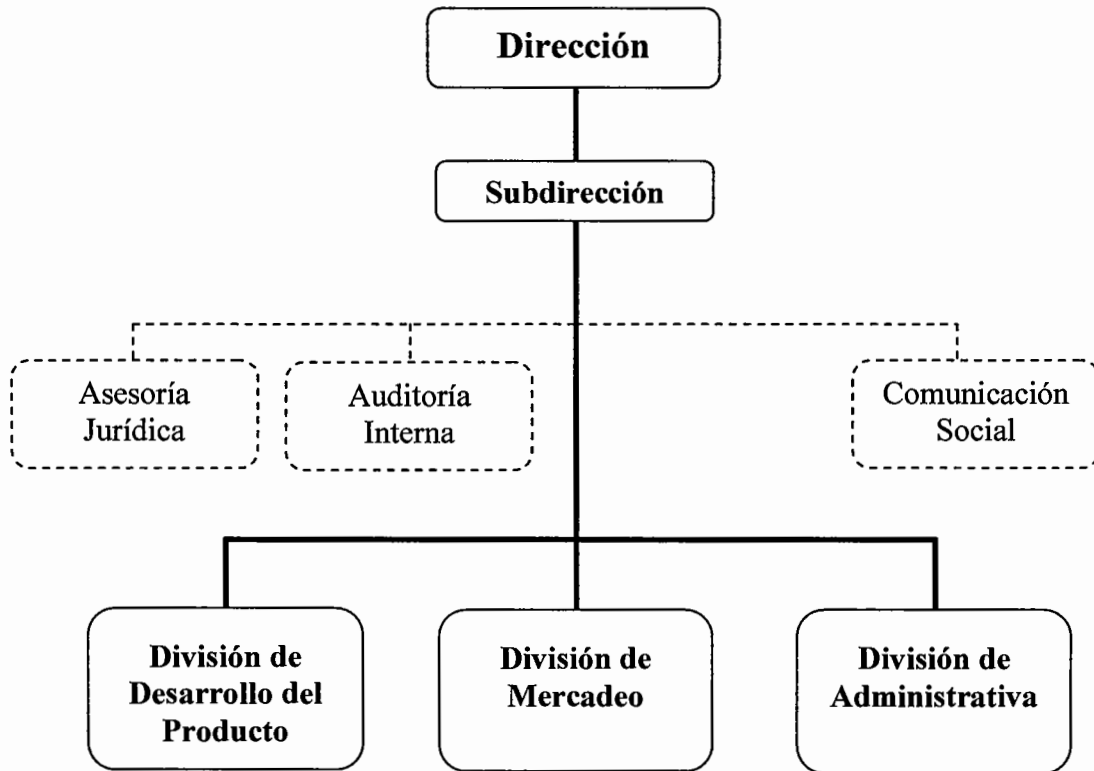 Dirección
Subdirección
Asesoría
Jurídica
Auditoría
Interna
Comunicación
Social
División de
Desarrollo del
Producto
División de
Mercadeo
División de
Administrativa